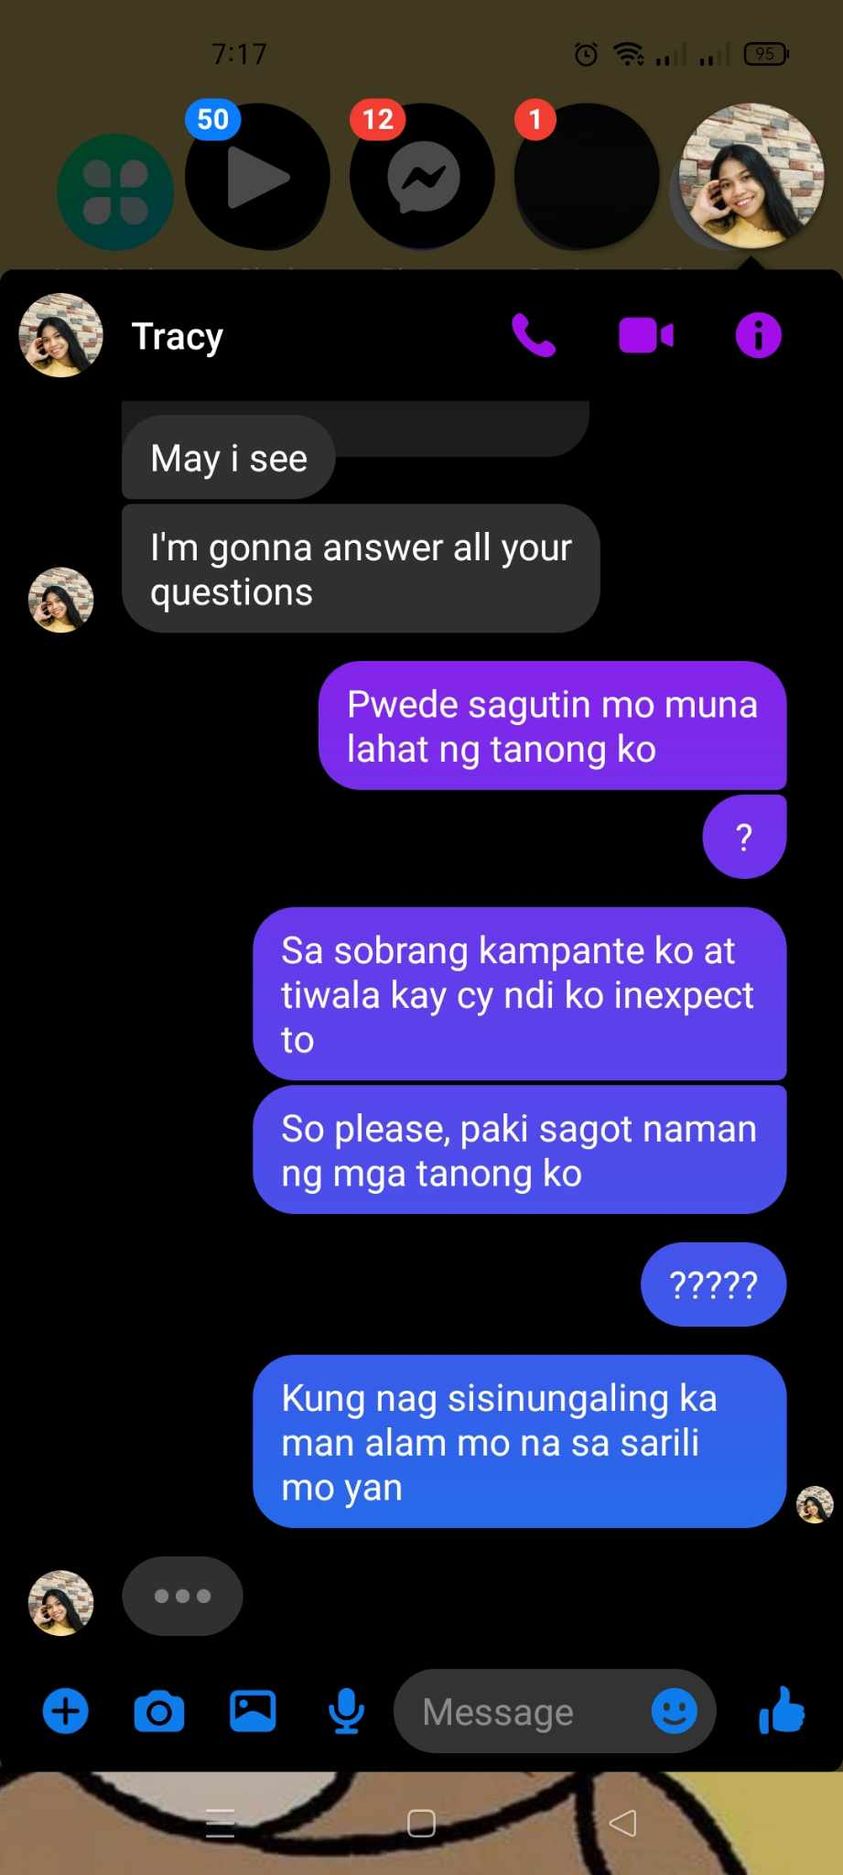 7:17
95
50
12
1
Tracy
May i see
I'm gonna answer all your
questions
Pwede sagutin mo muna
lahat ng tanong ko
?
Sa sobrang kampante ko at
tiwala kay cy ndi ko inexpect
to
So please, paki sagot naman
ng mga tanong ko
?????
Kung nag sisinungaling ka
man alam mo na sa sarili
mo yan
Message